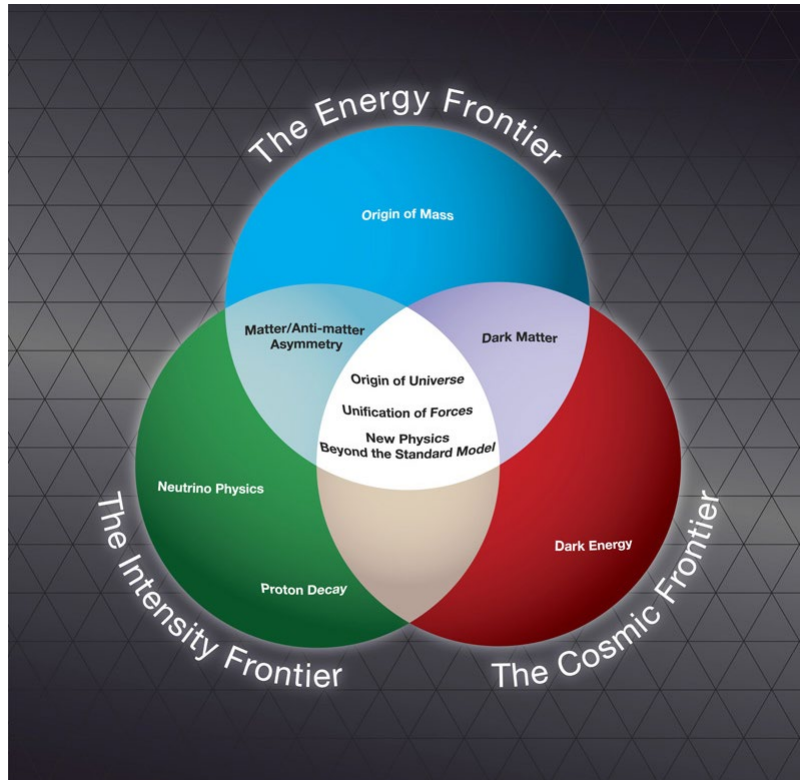 The Energy Frontier
Origin of Mass
Matter/Anti-matter
Asymmetry
Dark Matter
Origin of Universe
Unification of Forces
New Physics
Beyond the Standard Model
Neutrino Physics
Dark Energy
Proton Decay
The Intensity Frontier
The Cosmic Frontier